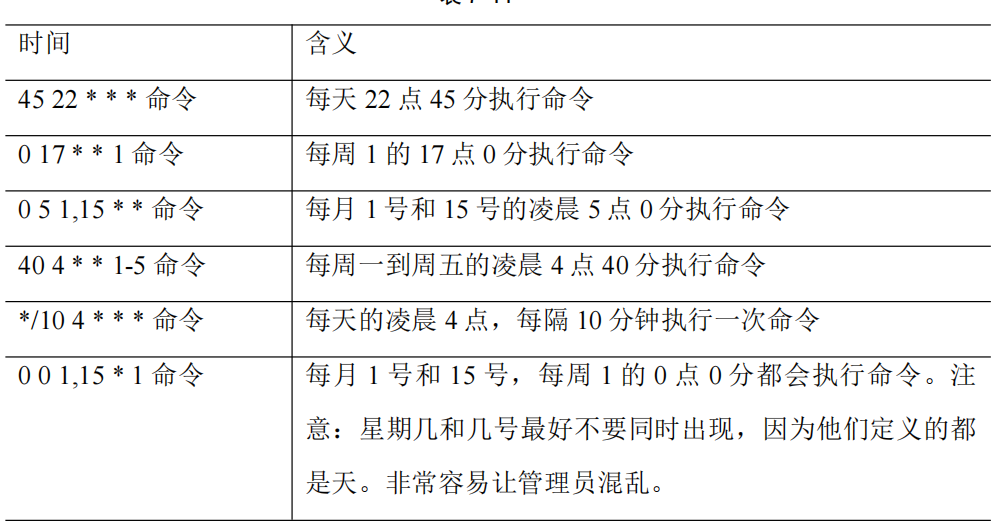 时间 含义
45 22 * * * 命令 每天 22 点 45 分执行命令
0 17 * * 1 命令 每周 1 的 17 点 0 分执行命令
0 5 1,15 * * 命令 每月 1 号和 15 号的凌晨 5 点 0 分执行命令
40 4 * * 1-5 命令 每周一到周五的凌晨 4 点 40 分执行命令
*/10 4 * * * 命令 每天的凌晨 4 点，每隔 10 分钟执行一次命令
0 0 1,15 * 1 命令 每月 1 号和 15 号，每周 1 的 0 点 0 分都会执行命令。注
意：星期几和几号最好不要同时出现，因为他们定义的都
是天。非常容易让管理员混乱。